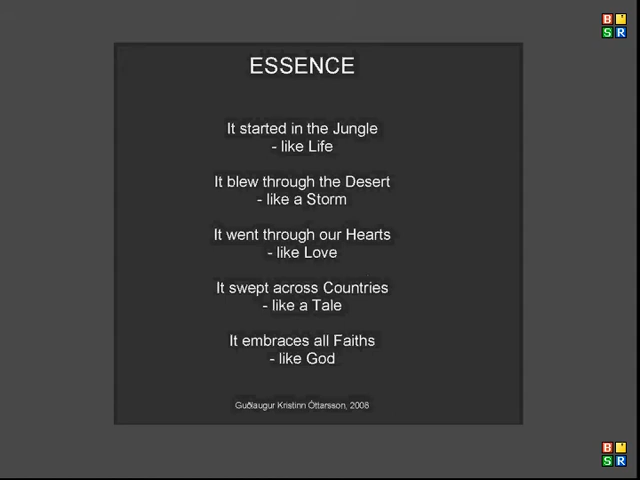 ESSENCE
It started in the Jungle
- like Life
It blew through the Desert
- like a Storm
It went through our Hearts
- like Love
It swept across Countries
- like a Tale
It embraces all Faiths
- like God
Guðlaugur Kristinn Óttarsson, 2008
B
S R
B
S R